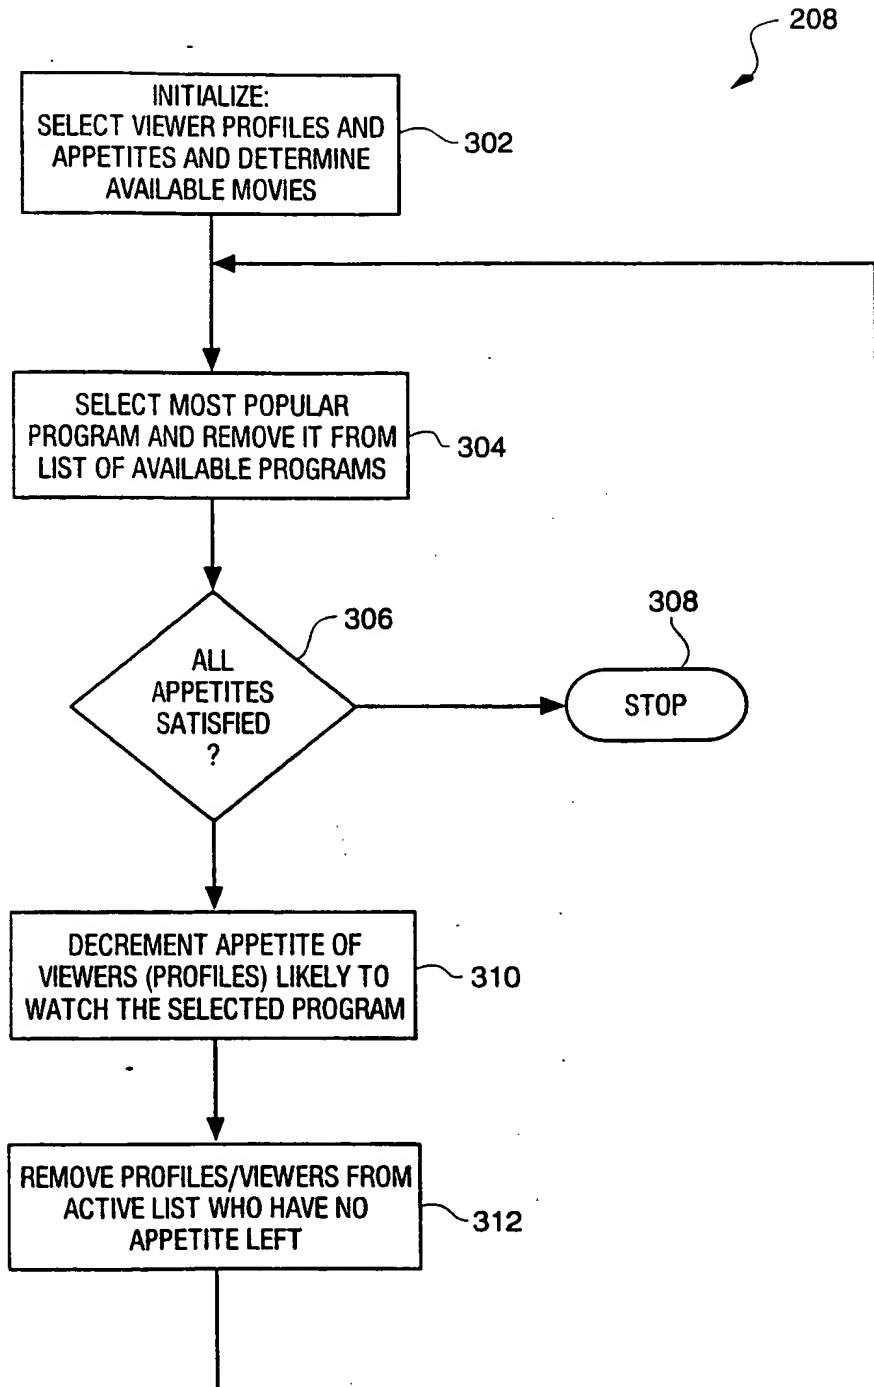 208
INITIALIZE:
SELECT VIEWER PROFILES AND
APPETITES AND DETERMINE
AVAILABLE MOVIES
302
SELECT MOST POPULAR
PROGRAM AND REMOVE IT FROM
LIST OF AVAILABLE PROGRAMS
304
ALL
APPETITES
SATISFIED
?
306
308
STOP
DECREMENT APPETITE OF
VIEWERS (PROFILES) LIKELY TO
WATCH THE SELECTED PROGRAM
310
REMOVE PROFILES/VIEWERS FROM
ACTIVE LIST WHO HAVE NO
APPETITE LEFT
312